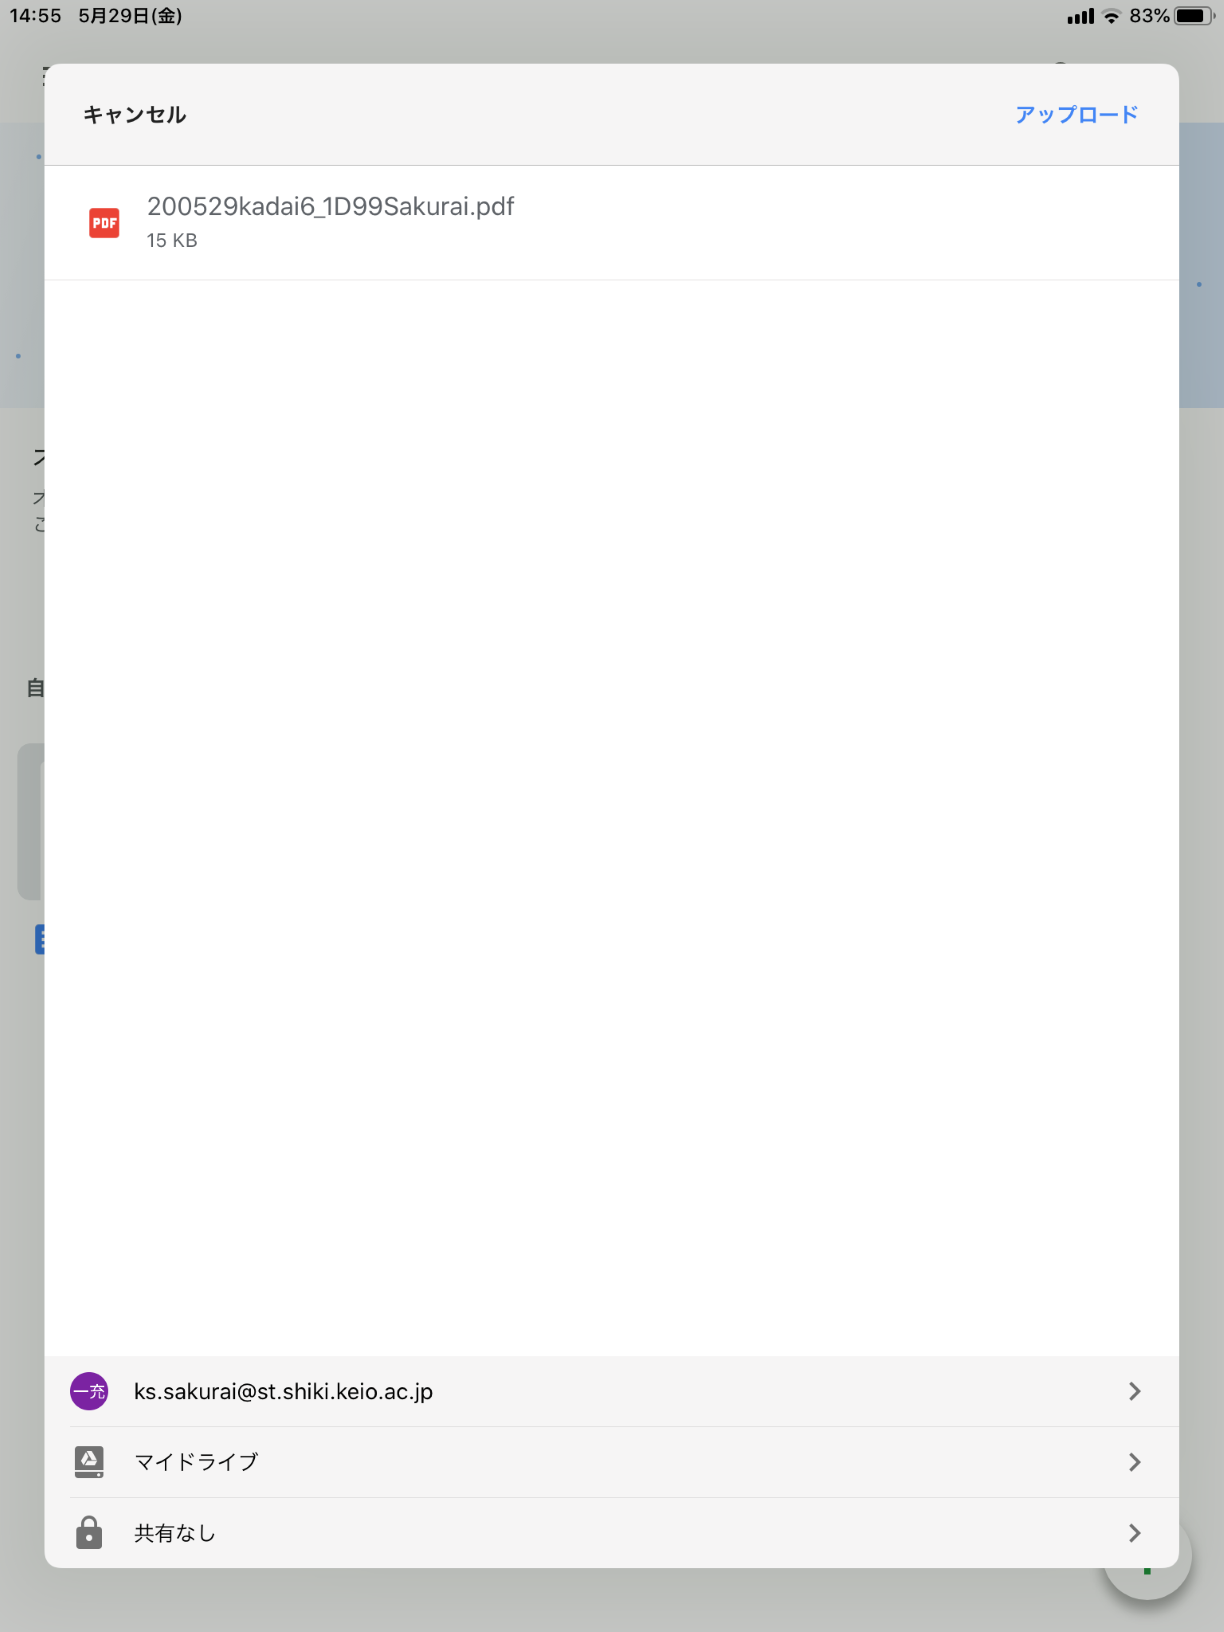 14:55 5月29日(金) 83%
キャンセル アップロード
PDF 200529kadai6_1D99Sakurai.pdf
15 KB
自
一充 ks.sakurai@st.shiki.keio.ac.jp
マイドライブ
共有なし